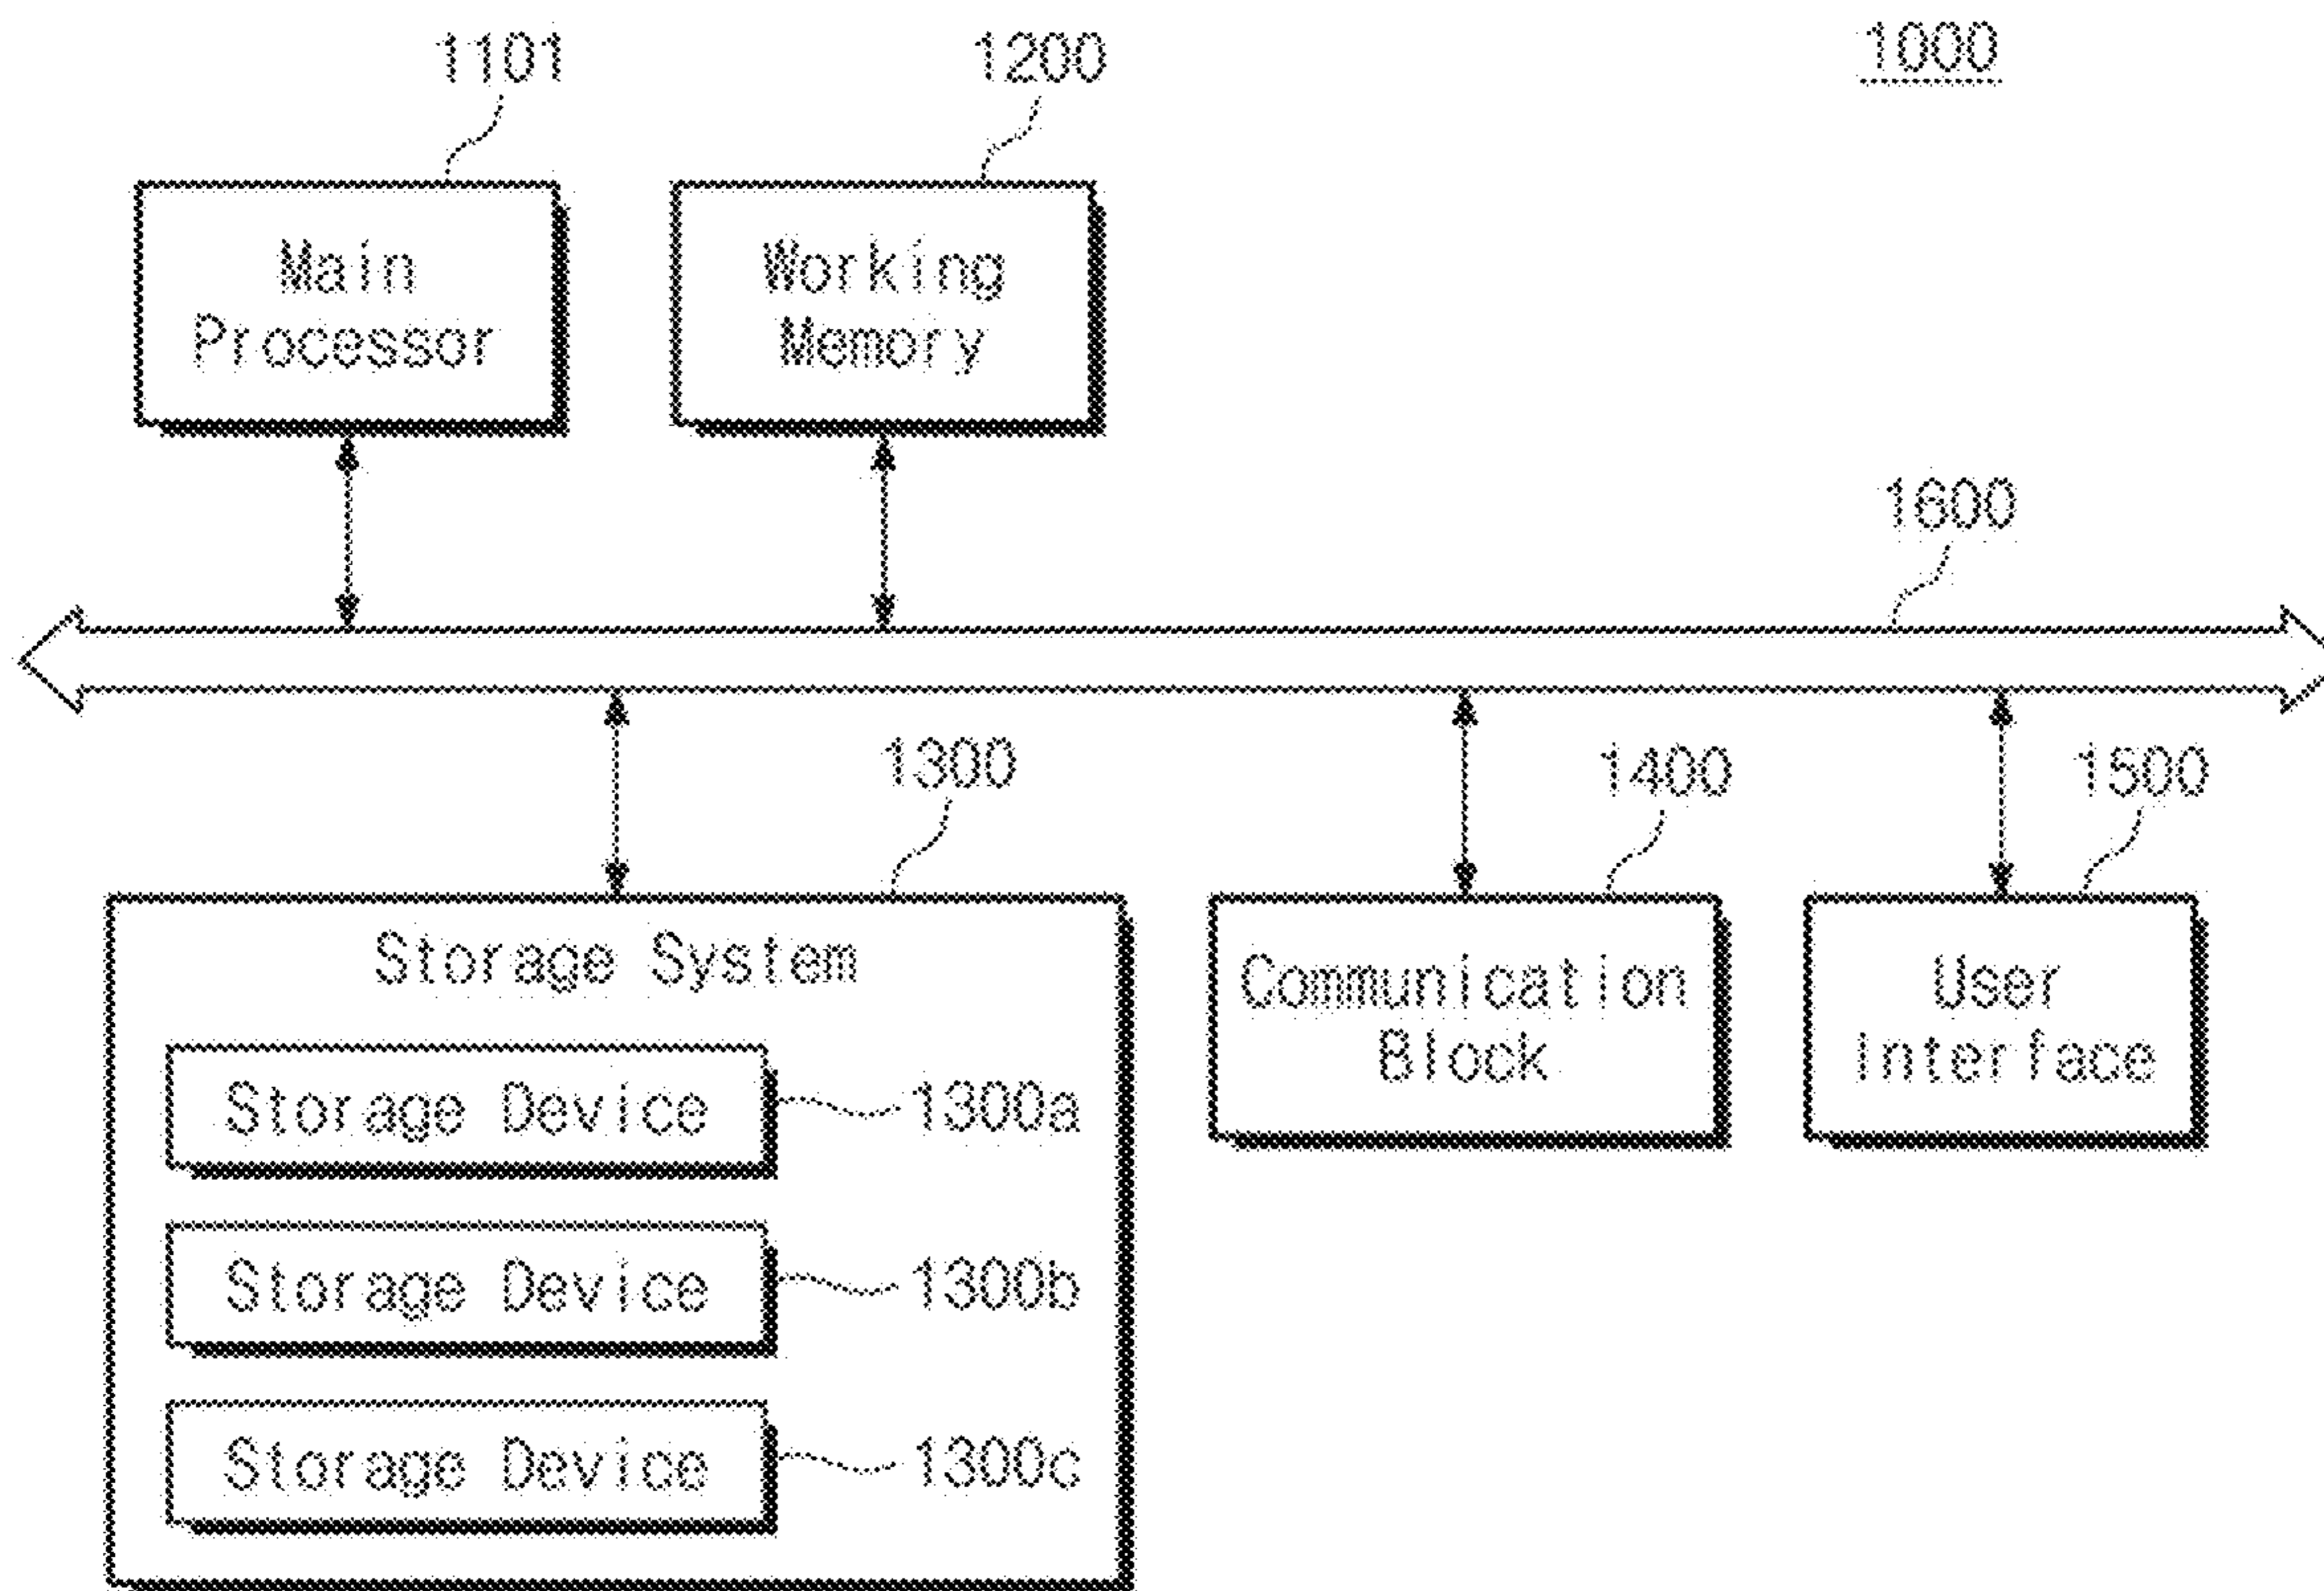 1101
1200
1000
Main
Processor
Working
Memory
1600
1300
1400
1500
Storage System
Communication
Block
User
Interface
Storage Device
1300a
Storage Device
1300b
Storage Device
1300c